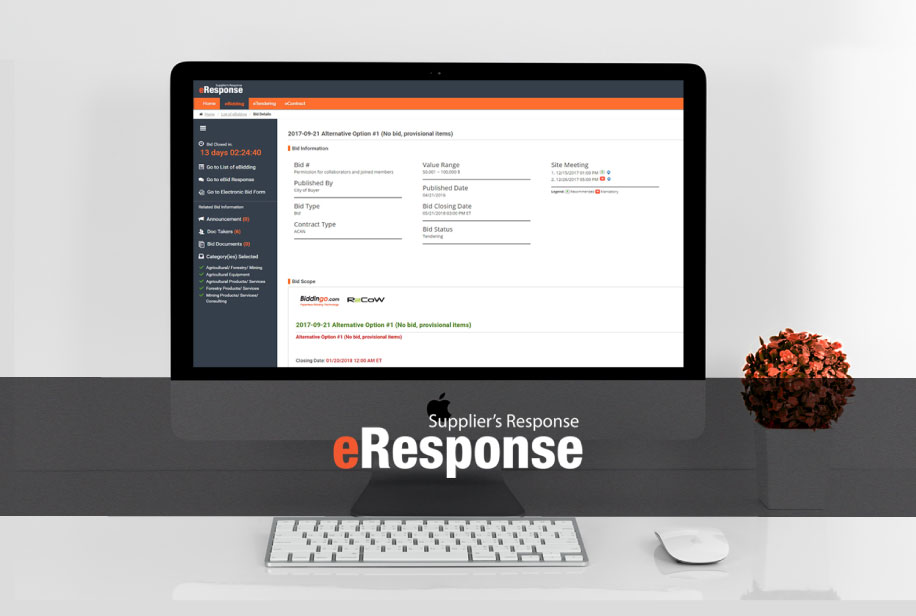 Supplier's Response
eResponse
Home eBidding eTendering eContract
Home / List of eBidding / Bid Details
Bid Closed in:
13 days 02:24:40
Go to List of eBidding
Go to eBid Response
Go to Electronic Bid Form
Related Bid Information
Announcement (0)
Doc Takers (6)
Bid Documents (0)
Category(ies) Selected
Agricultural/ Forestry/ Mining
Agricultural Equipment
Agricultural Products/ Services
Forestry Products/ Services
Mining Products/ Services/
Consulting
2017-09-21 Alternative Option #1 (No bid, provisional items)
Bid Information
Bid #
Permission for collaborators and joined members
Published By
City of Buyer
Bid Type
Bid
Contract Type
ACAN
Value Range
50,001 ~ 100,000 $
Published Date
04/21/2016
Bid Closing Date
05/21/2018 03:00 PM ET
Bid Status
Tendering
Site Meeting
1. 12/15/2017 01:00 PM
2. 12/26/2017 05:00 PM
Legend: Recommended Mandatory
Bid Scope
Biddingo.com
ReCoW
2017-09-21 Alternative Option #1 (No bid, provisional items)
Alternative Option #1 (No bid, provisional items)
Closing Date: 01/20/2018 12:00 AM ET
Supplier's Response
eResponse